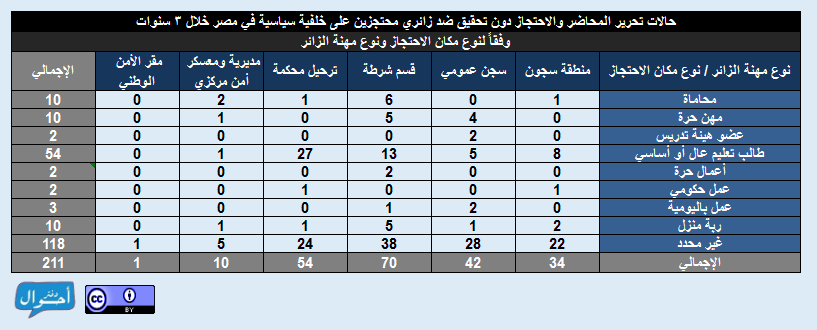 حالات تحرير المحاضر والاحتجاز دون تحقيق ضد زائري محتجزين على خلفية سياسية في مصر خلال ٣ سنوات
وفقاً لنوع مكان الاحتجاز ونوع مهنة الزائر
نوع مهنة الزائر / نوع مكان الاحتجاز منطقة سجون سجن عمومي قسم شرطة ترحيل محكمة مديرية ومعسكر أمن مركزي مقر الأمن الوطني الإجمالي
محاماة 1 0 6 1 2 0 10
مهن حرة 0 4 5 0 1 0 10
عضو هيئة تدريس 0 2 0 0 0 0 2
طالب تعليم عال أو أساسي 8 5 13 27 1 0 54
أعمال حرة 0 0 2 0 0 0 2
عمل حكومي 1 0 0 1 0 0 2
عمل باليومية 0 2 1 0 0 0 3
ربة منزل 2 1 5 1 1 0 10
غير محدد 22 28 38 24 5 1 118
الإجمالي 34 42 70 54 10 1 211
دفتر أحوال
cc BY